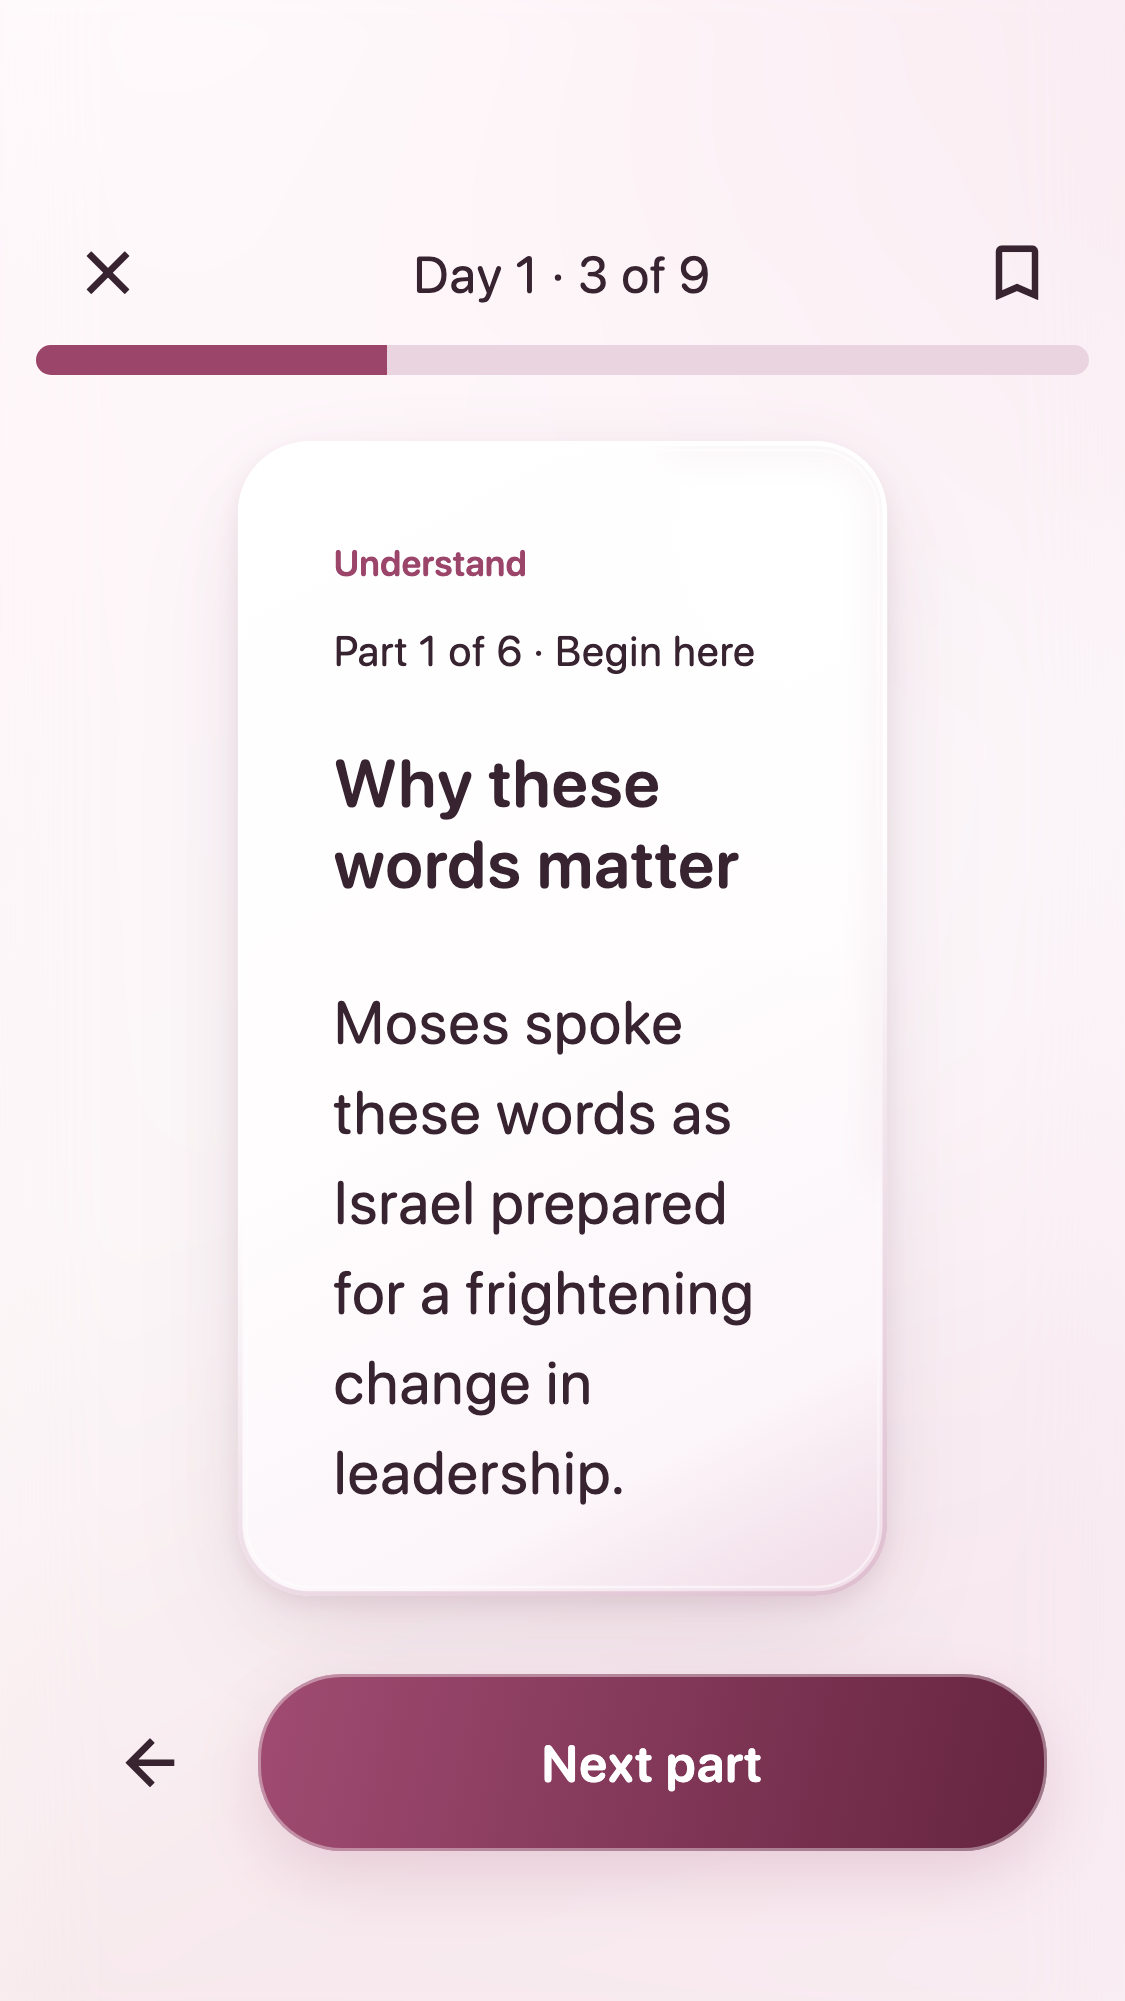 Day 1 · 3 of 9
Understand
Part 1 of 6 · Begin here
Why these
words matter
Moses spoke
these words as
Israel prepared
for a frightening
change in
leadership.
Next part